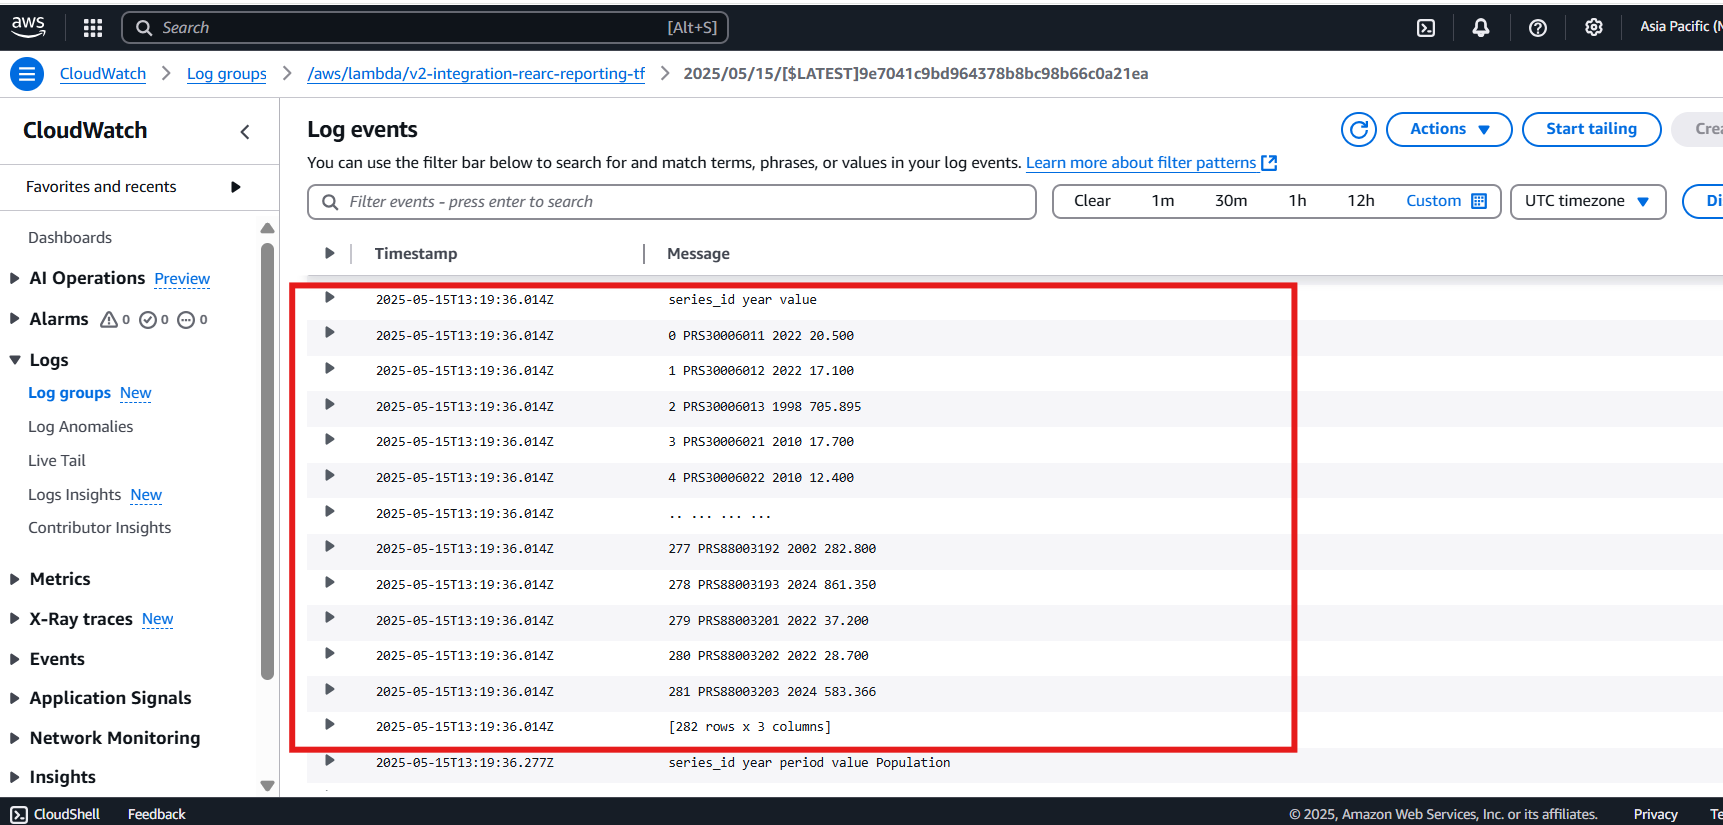 aws Search [Alt+S] Asia Pacific (
CloudWatch Log groups /aws/lambda/v2-integration-rearc-reporting-tf 2025/05/15/[$LATEST]9e7041c9bd964378b8bc98b66c0a21ea
CloudWatch
Favorites and recents
Dashboards
AI Operations Preview
Alarms 0 0 0
Logs
Log groups New
Log Anomalies
Live Tail
Logs Insights New
Contributor Insights
Metrics
X-Ray traces New
Events
Application Signals
Network Monitoring
Insights
Log events
Actions Start tailing Crea
You can use the filter bar below to search for and match terms, phrases, or values in your log events. Learn more about filter patterns
Filter events - press enter to search Clear 1m 30m 1h 12h Custom UTC timezone Di
Timestamp Message
2025-05-15T13:19:36.014Z series_id year value
2025-05-15T13:19:36.014Z 0 PRS30006011 2022 20.500
2025-05-15T13:19:36.014Z 1 PRS30006012 2022 17.100
2025-05-15T13:19:36.014Z 2 PRS30006013 1998 705.895
2025-05-15T13:19:36.014Z 3 PRS30006021 2010 17.700
2025-05-15T13:19:36.014Z 4 PRS30006022 2010 12.400
2025-05-15T13:19:36.014Z .. ... ... ...
2025-05-15T13:19:36.014Z 277 PRS88003192 2002 282.800
2025-05-15T13:19:36.014Z 278 PRS88003193 2024 861.350
2025-05-15T13:19:36.014Z 279 PRS88003201 2022 37.200
2025-05-15T13:19:36.014Z 280 PRS88003202 2022 28.700
2025-05-15T13:19:36.014Z 281 PRS88003203 2024 583.366
2025-05-15T13:19:36.014Z [282 rows x 3 columns]
2025-05-15T13:19:36.277Z series_id year period value Population
CloudShell Feedback © 2025, Amazon Web Services, Inc. or its affiliates. Privacy Te